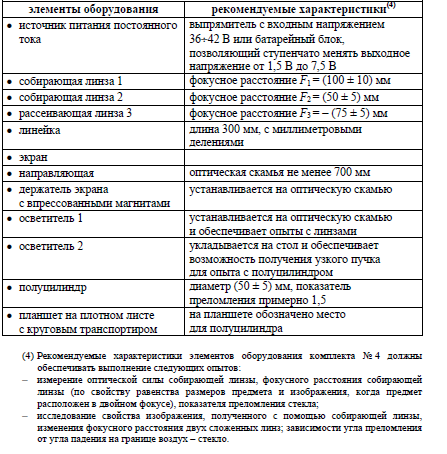 элементы оборудования
рекомендуемые характеристики(4)
• источник питания постоянного
тока
выпрямитель с входным напряжением
36÷42 В или батарейный блок,
позволяющий ступенчато менять выходное
напряжение от 1,5 В до 7,5 В
• собирающая линза 1
фокусное расстояние F1 = (100 ± 10) мм
• собирающая линза 2
фокусное расстояние F2 = (50 ± 5) мм
• рассеивающая линза 3
фокусное расстояние F3 = – (75 ± 5) мм
• линейка
длина 300 мм, с миллиметровыми
делениями
• экран
• направляющая
оптическая скамья не менее 700 мм
• держатель экрана
с впрессованными магнитами
устанавливается на оптическую скамью
• осветитель 1
устанавливается на оптическую скамью
и обеспечивает опыты с линзами
• осветитель 2
укладывается на стол и обеспечивает
возможность получения узкого пучка
для опыта с полуцилиндром
• полуцилиндр
диаметр (50 ± 5) мм, показатель
преломления примерно 1,5
• планшет на плотном листе
с круговым транспортиром
на планшете обозначено место
для полуцилиндра
(4) Рекомендуемые характеристики элементов оборудования комплекта № 4 должны
обеспечивать выполнение следующих опытов:
– измерение оптической силы собирающей линзы, фокусного расстояния собирающей
линзы (по свойству равенства размеров предмета и изображения, когда предмет
расположен в двойном фокусе), показателя преломления стекла;
– исследование свойства изображения, полученного с помощью собирающей линзы,
изменения фокусного расстояния двух сложенных линз; зависимости угла преломления
от угла падения на границе воздух – стекло.